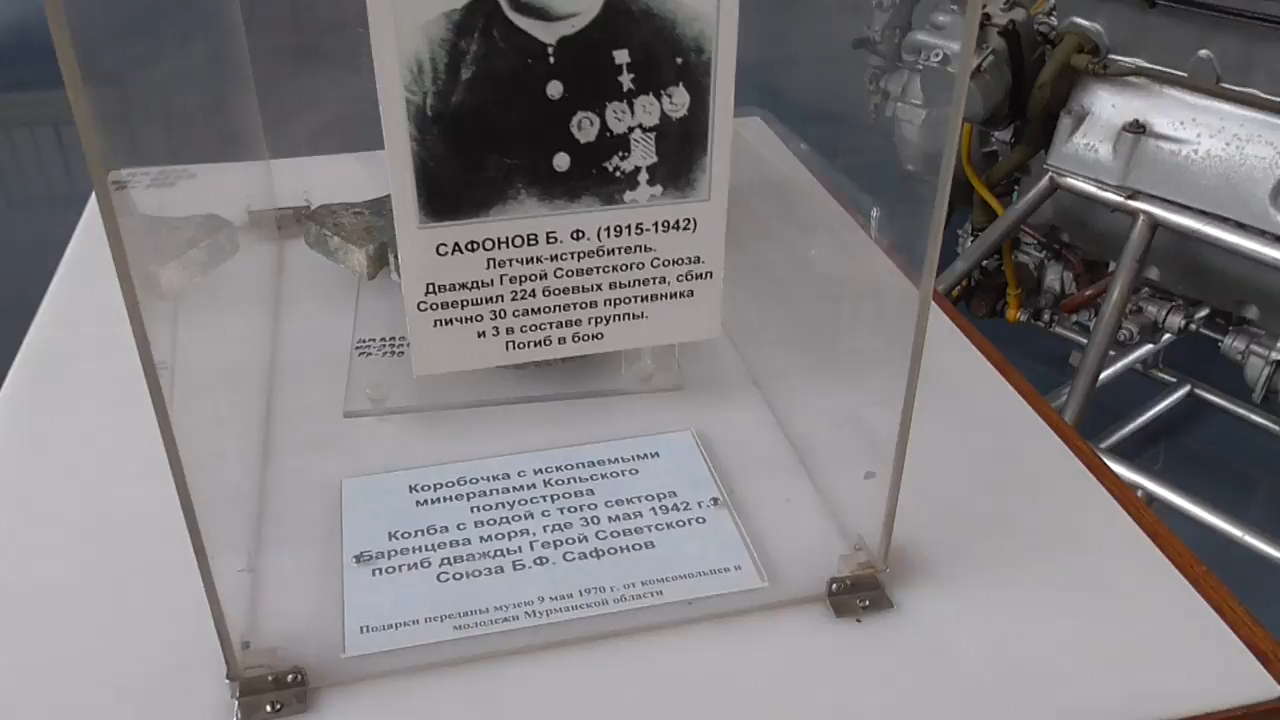 САФОНОВ Б. Ф. (1915-1942)
Летчик-истребитель.
Дважды Герой Советского Союза.
Совершил 224 боевых вылета, сбил
лично 30 самолетов противника
и 3 в составе группы.
Погиб в бою
Коробочка с ископаемыми
минералами Кольского
полуострова
Колба с водой с того сектора
Баренцева моря, где 30 мая 1942 г.
погиб дважды Герой Советского
Союза Б.Ф. Сафонов
Подарки переданы музею 9 мая 1970 г. от комсомольцев и
молодежи Мурманской области